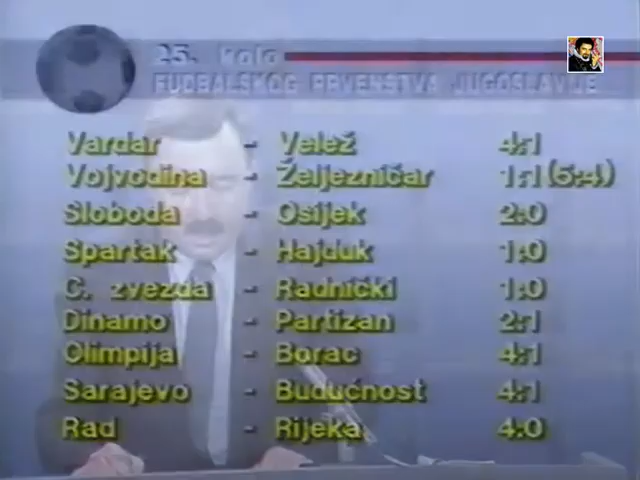 25. kolo
FUDBALSKOG PRVENSTVA JUGOSLAVIJE
Vardar - Velež 4:1
Vojvodina - Željezničar 1:1(5:4)
Sloboda - Osijek 2:0
Spartak - Hajduk 1:0
C. zvezda - Radnički 1:0
Dinamo - Partizan 2:1
Olimpija - Borac 4:1
Sarajevo - Budućnost 4:1
Rad - Rijeka 4:0